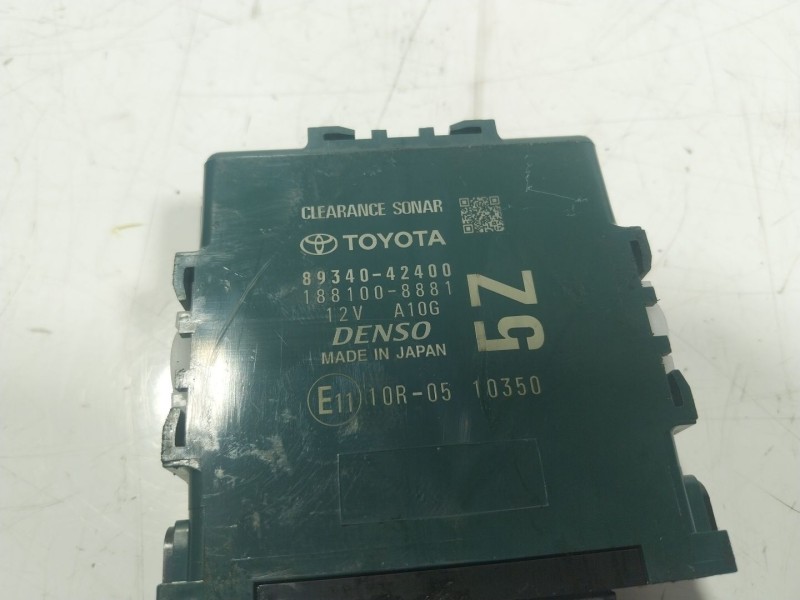 CLEARANCE SONAR
TOYOTA
89340-42400
188100-8881
12V A10G
DENSO
MADE IN JAPAN
5Z
E11 10R-05 10350